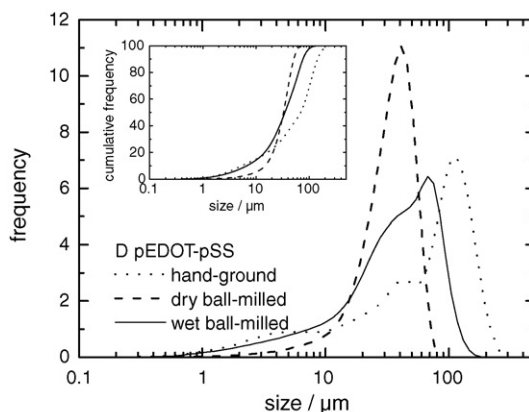 12
10
8
6
4
2
0
frequency
0.1 1 10 100
size / µm
100
80
60
40
20
0
cumulative frequency
0.1 1 10 100
size / µm
D pEDOT-pSS
hand-ground
dry ball-milled
wet ball-milled